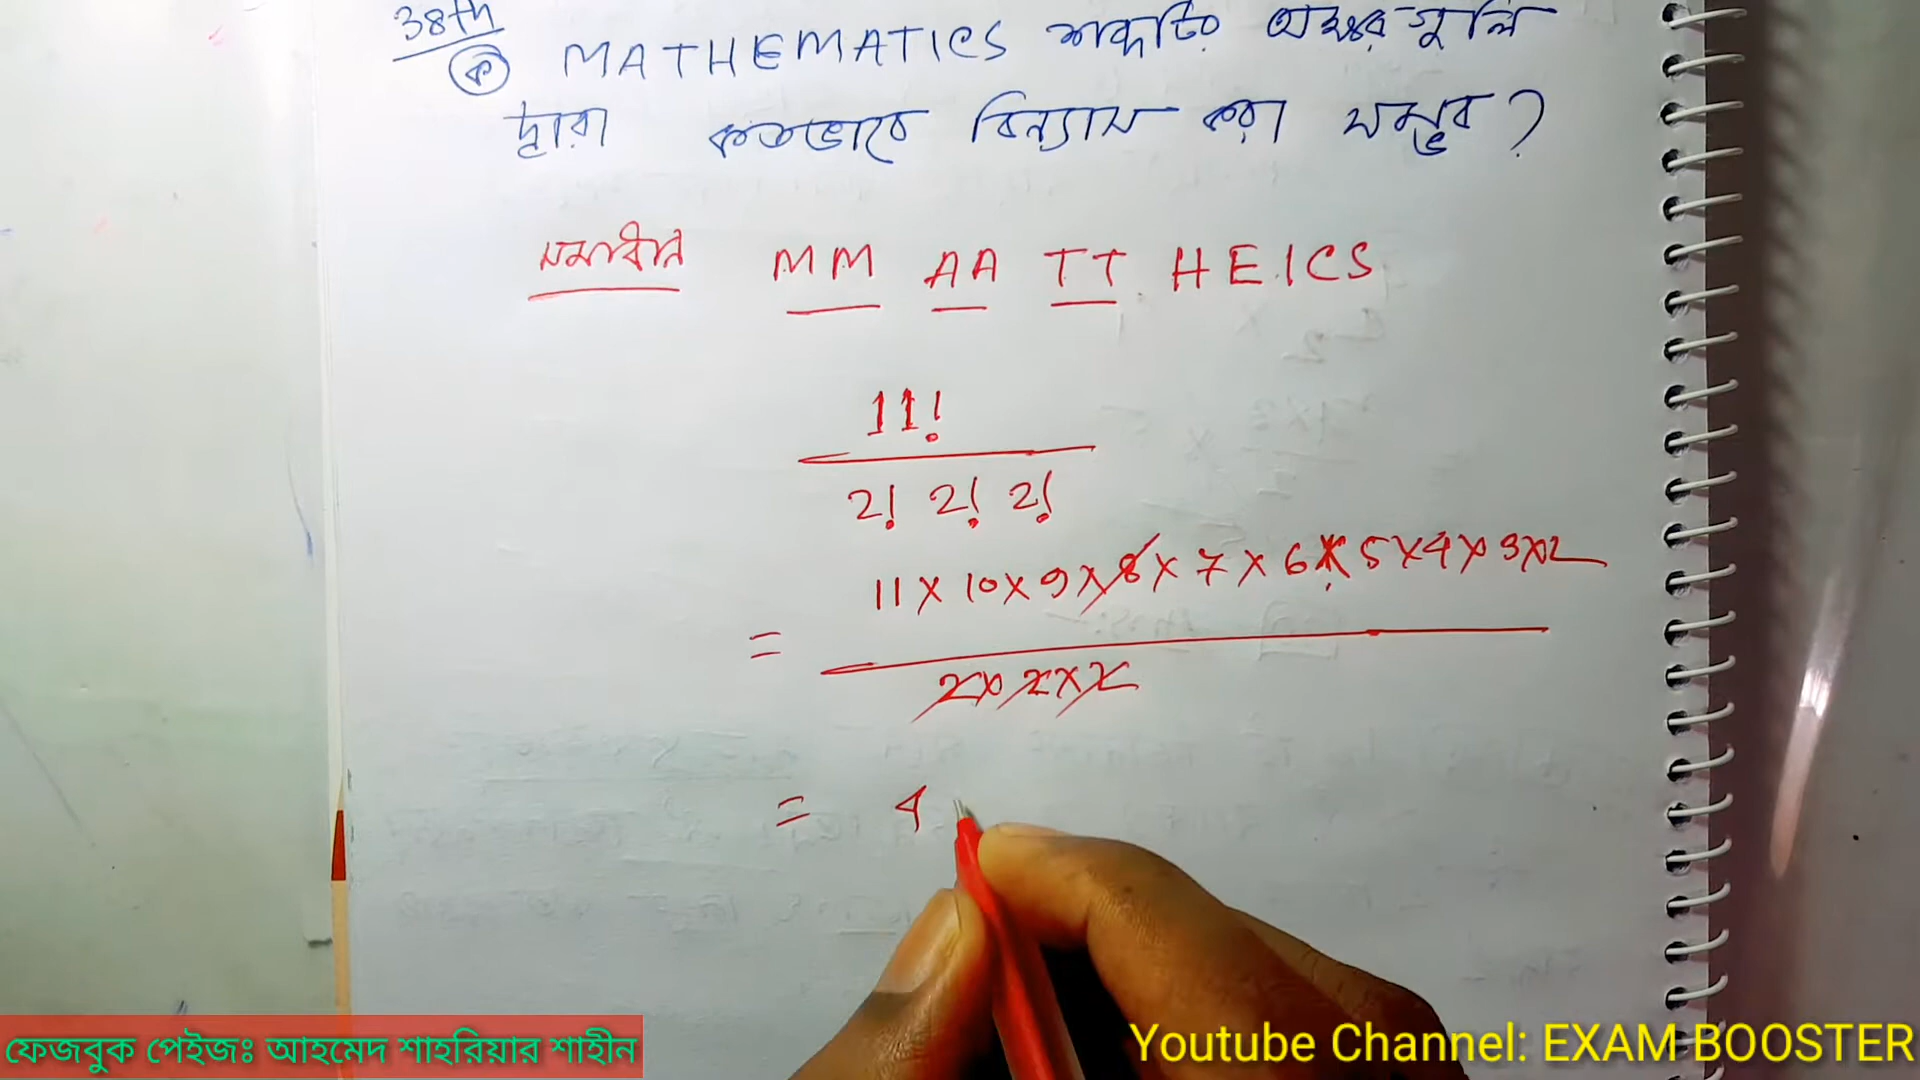 38th
(ক) MATHEMATICS শব্দটির অক্ষর গুলি
দ্বারা কতভাবে বিন্যাস করা সম্ভব?
সমাধান MM AA TT HEICS
11!
2! 2! 2!
= 11 x 10 x 9 x 8 x 7 x 6 x 5 x 4 x 3 x 2
2 x 2 x 2
= 4
ফেজবুক পেইজঃ আহমেদ শাহরিয়ার শাহীন
Youtube Channel: EXAM BOOSTER